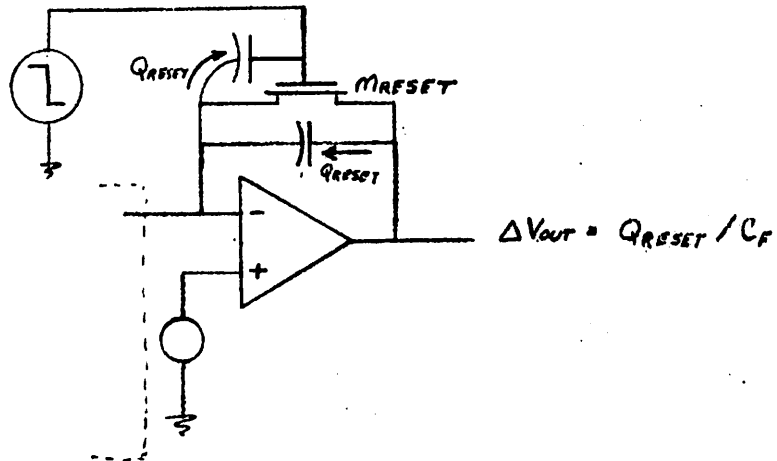 QRESET
MRESET
QRESET
-
+
ΔVOUT = QRESET / CF